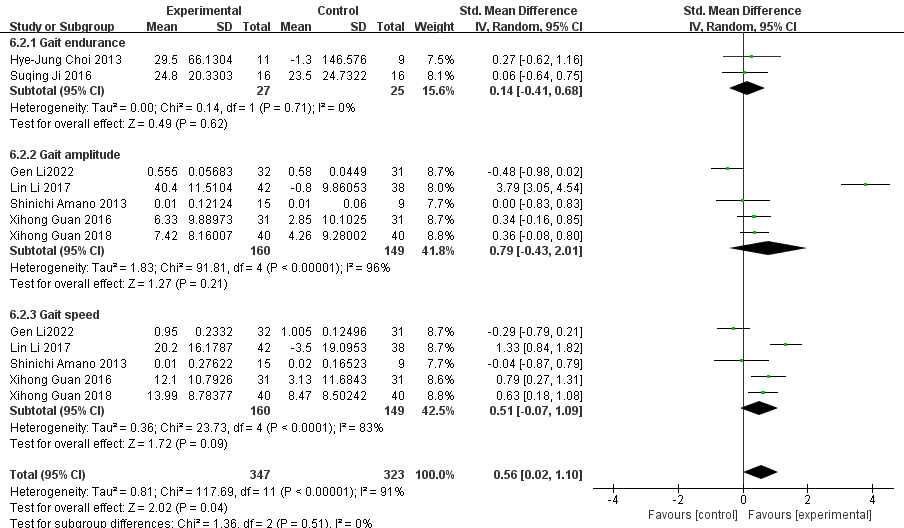 Experimental Control Std. Mean Difference Std. Mean Difference
Study or Subgroup Mean SD Total Mean SD Total Weight IV, Random, 95% CI IV, Random, 95% CI
6.2.1 Gait endurance
Hye-Jung Choi 2013 29.5 66.1304 11 -1.3 146.576 9 7.5% 0.27 [-0.62, 1.16]
Suqing Ji 2016 24.8 20.3303 16 23.5 24.7322 16 8.1% 0.06 [-0.64, 0.75]
Subtotal (95% CI) 27 25 15.6% 0.14 [-0.41, 0.68]
Heterogeneity: Tau² = 0.00; Chi² = 0.14, df = 1 (P = 0.71); I² = 0%
Test for overall effect: Z = 0.49 (P = 0.62)
6.2.2 Gait amplitude
Gen Li2022 0.555 0.05683 32 0.58 0.0449 31 8.7% -0.48 [-0.98, 0.02]
Lin Li 2017 40.4 11.5104 42 -0.8 9.86053 38 8.0% 3.79 [3.05, 4.54]
Shinichi Amano 2013 0.01 0.12124 15 0.01 0.06 9 7.7% 0.00 [-0.83, 0.83]
Xihong Guan 2016 6.33 9.88973 31 2.85 10.1025 31 8.7% 0.34 [-0.16, 0.85]
Xihong Guan 2018 7.42 8.16007 40 4.26 9.28002 40 8.8% 0.36 [-0.08, 0.80]
Subtotal (95% CI) 160 149 41.8% 0.79 [-0.43, 2.01]
Heterogeneity: Tau² = 1.83; Chi² = 91.81, df = 4 (P < 0.00001); I² = 96%
Test for overall effect: Z = 1.27 (P = 0.21)
6.2.3 Gait speed
Gen Li2022 0.95 0.2332 32 1.005 0.12496 31 8.7% -0.29 [-0.79, 0.21]
Lin Li 2017 20.2 16.1787 42 -3.5 19.0953 38 8.7% 1.33 [0.84, 1.82]
Shinichi Amano 2013 0.01 0.27622 15 0.02 0.16523 9 7.7% -0.04 [-0.87, 0.79]
Xihong Guan 2016 12.1 10.7926 31 3.13 11.6843 31 8.6% 0.79 [0.27, 1.31]
Xihong Guan 2018 13.99 8.78377 40 8.47 8.50242 40 8.8% 0.63 [0.18, 1.08]
Subtotal (95% CI) 160 149 42.5% 0.51 [-0.07, 1.09]
Heterogeneity: Tau² = 0.36; Chi² = 23.73, df = 4 (P < 0.0001); I² = 83%
Test for overall effect: Z = 1.72 (P = 0.09)
Total (95% CI) 347 323 100.0% 0.56 [0.02, 1.10]
Heterogeneity: Tau² = 0.81; Chi² = 117.69, df = 11 (P < 0.00001); I² = 91%
-4 -2 0 2 4
Test for overall effect: Z = 2.02 (P = 0.04)
Favours [control] Favours [experimental]
Test for subgroup differences: Chi² = 1.36, df = 2 (P = 0.51), I² = 0%